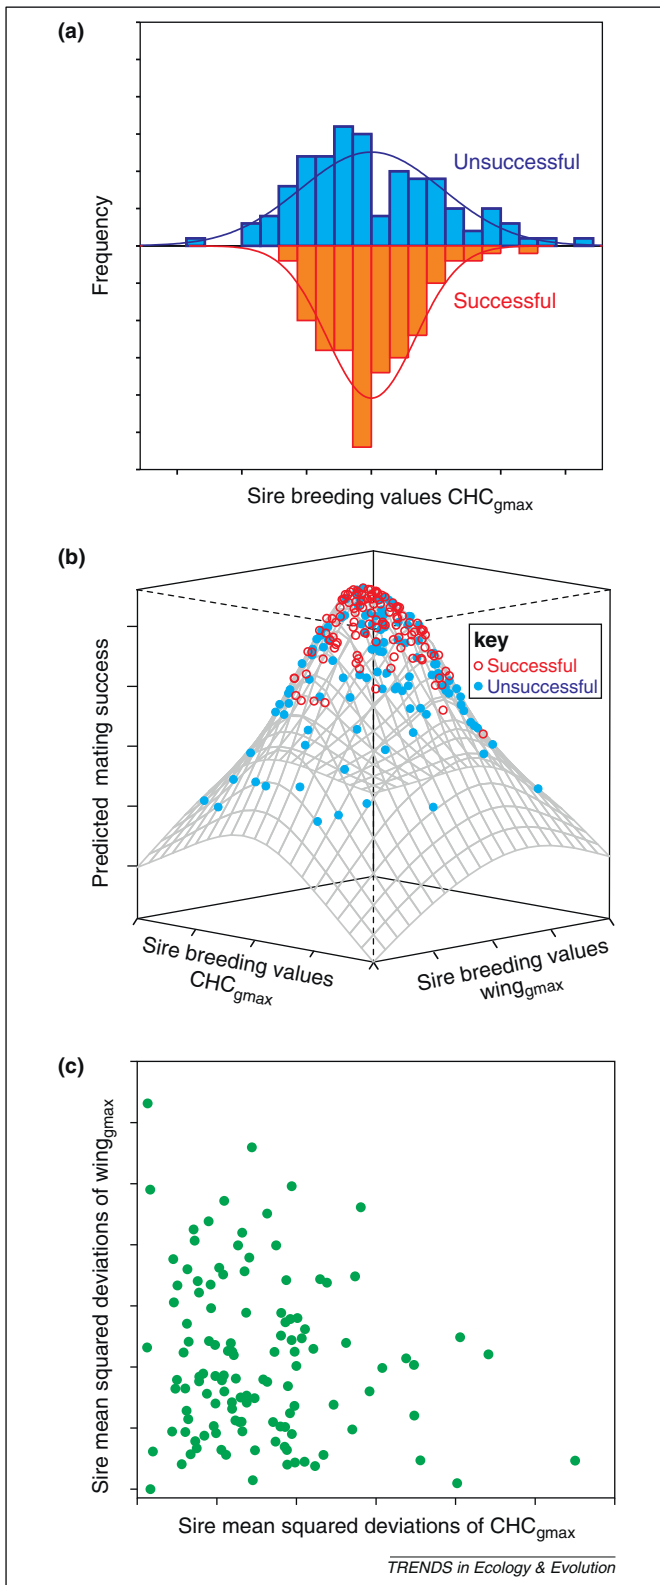 (a)
Frequency
Unsuccessful
Successful
Sire breeding values CHCgmax
(b)
Predicted mating success
key
Successful
Unsuccessful
Sire breeding values
CHCgmax
Sire breeding values
winggmax
(c)
Sire mean squared deviations of winggmax
Sire mean squared deviations of CHCgmax
TRENDS in Ecology & Evolution